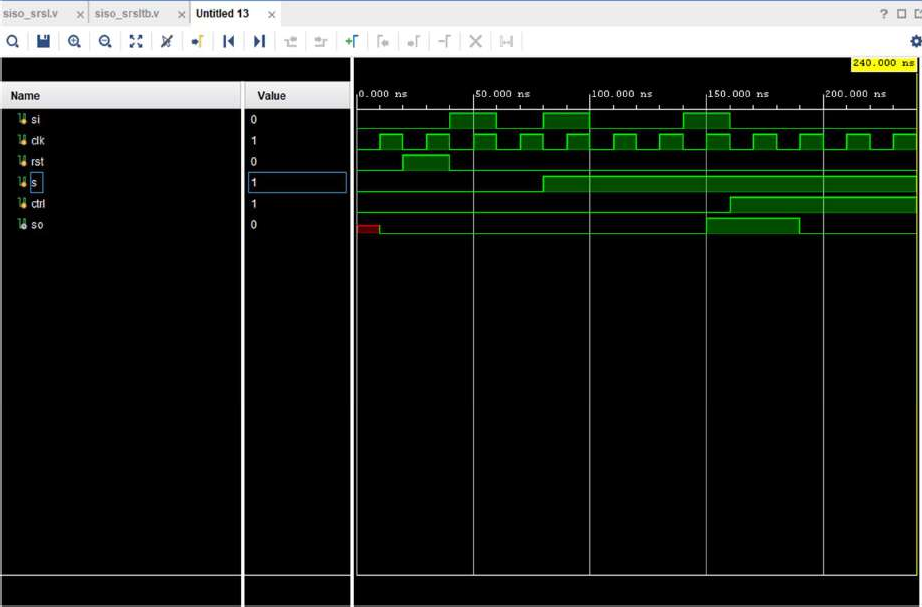 siso_srsl.v × siso_srsltb.v × Untitled 13 ×
?
240.000 ns
Name Value
0.000 ns 50.000 ns 100.000 ns 150.000 ns 200.000 ns
si 0
clk 1
rst 0
s 1
ctrl 1
so 0